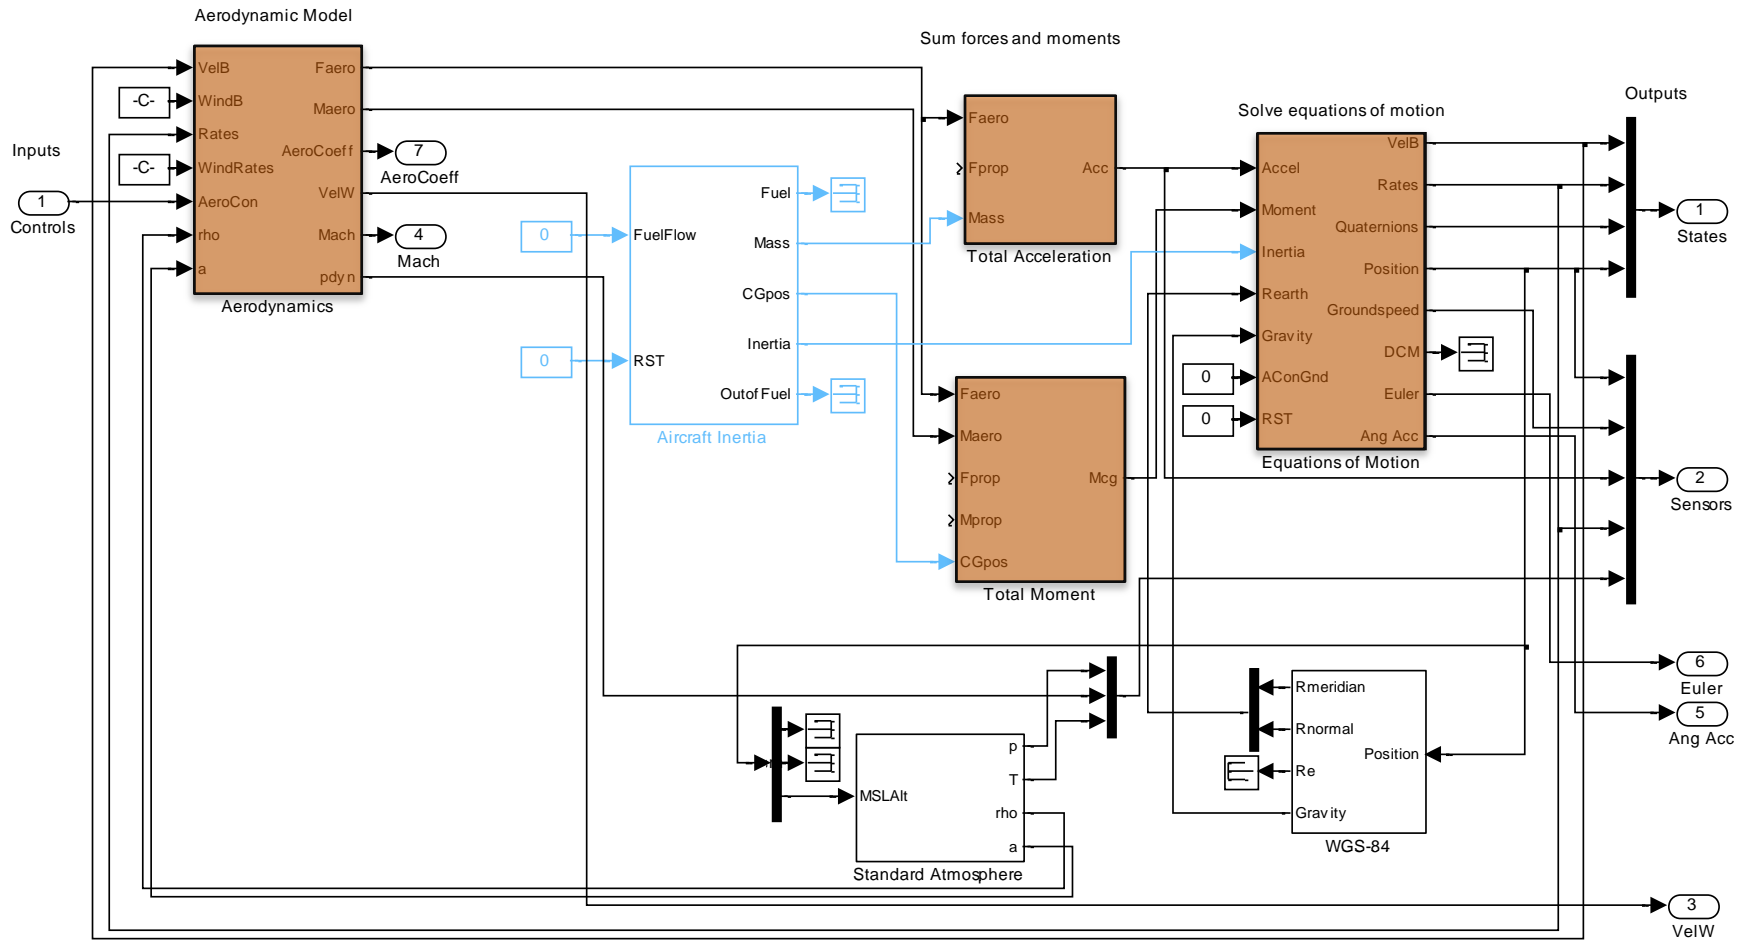 Aerodynamic Model
VelB
WindB
Rates
WindRates
AeroCon
rho
a
Faero
Maero
AeroCoeff
VelW
Mach
pdyn
Aerodynamics
-C-
-C-
Inputs
1
Controls
7
AeroCoeff
4
Mach
0
0
FuelFlow
RST
Fuel
Mass
CGpos
Inertia
OutofFuel
Aircraft Inertia
Sum forces and moments
Faero
Fprop
Mass
Acc
Total Acceleration
Faero
Maero
Fprop
Mprop
CGpos
Mcg
Total Moment
Solve equations of motion
Accel
Moment
Inertia
Rearth
Gravity
AConGnd
RST
0
0
VelB
Rates
Quaternions
Position
Groundspeed
DCM
Euler
Ang Acc
Equations of Motion
Outputs
1
States
2
Sensors
6
Euler
5
Ang Acc
3
VelW
MSLAlt
p
T
rho
a
Standard Atmosphere
Rmeridian
Rnormal
Re
Gravity
Position
WGS-84